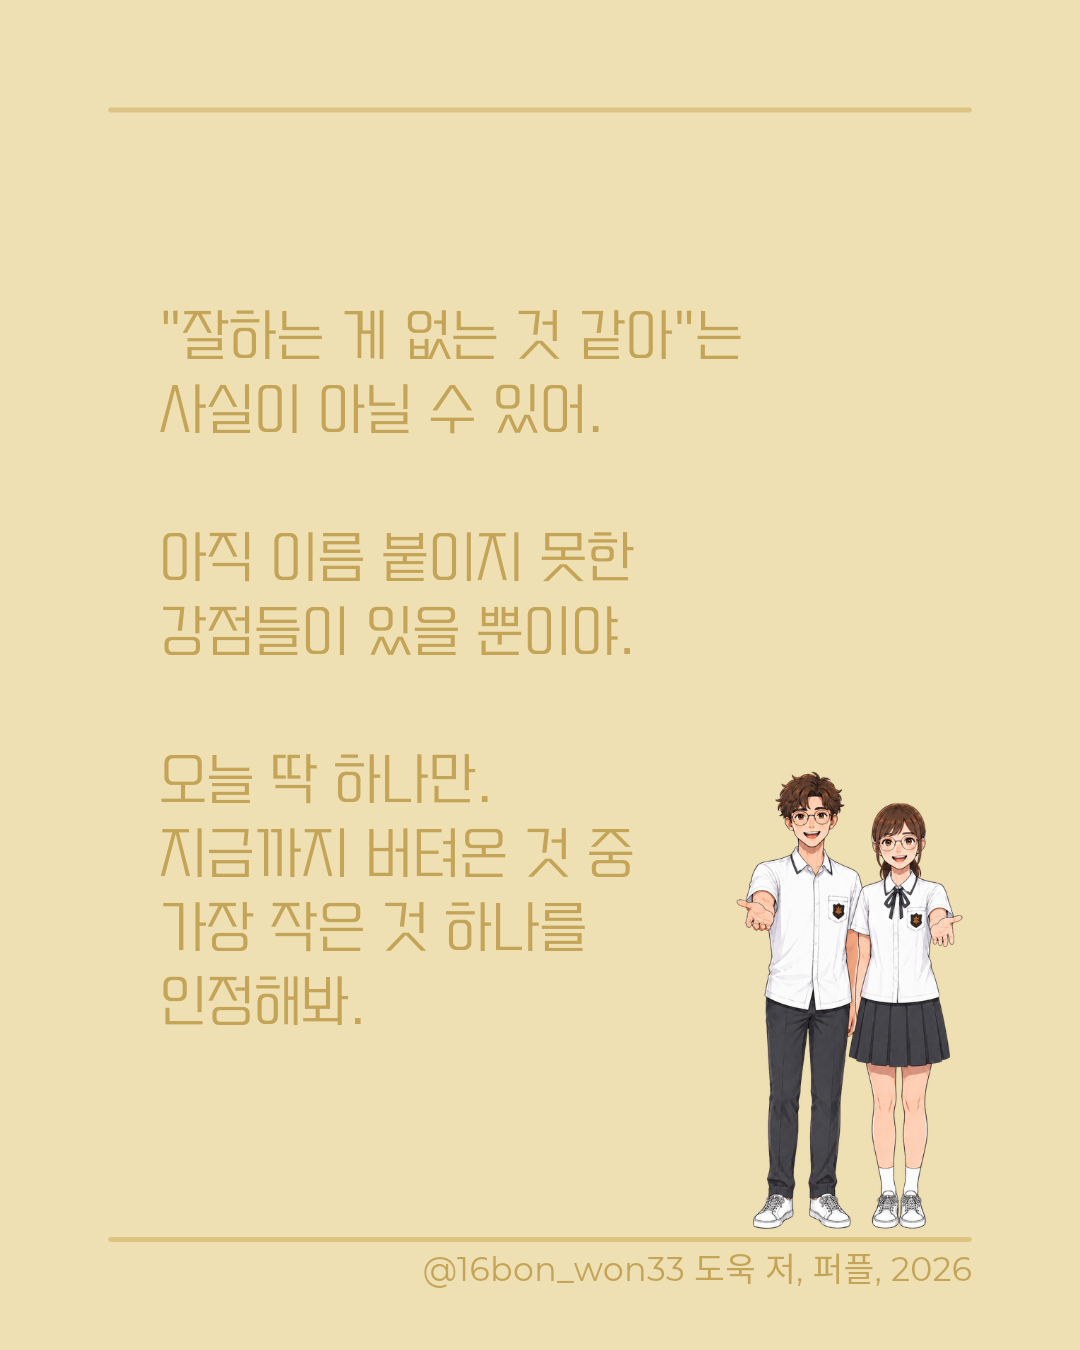 "잘하는 게 없는 것 같아"는
사실이 아닐 수 있어.
아직 이름 붙이지 못한
강점들이 있을 뿐이야.
오늘 딱 하나만.
지금까지 버텨온 것 중
가장 작은 것 하나를
인정해봐.
@16bon_won33 도욱 저, 퍼플, 2026